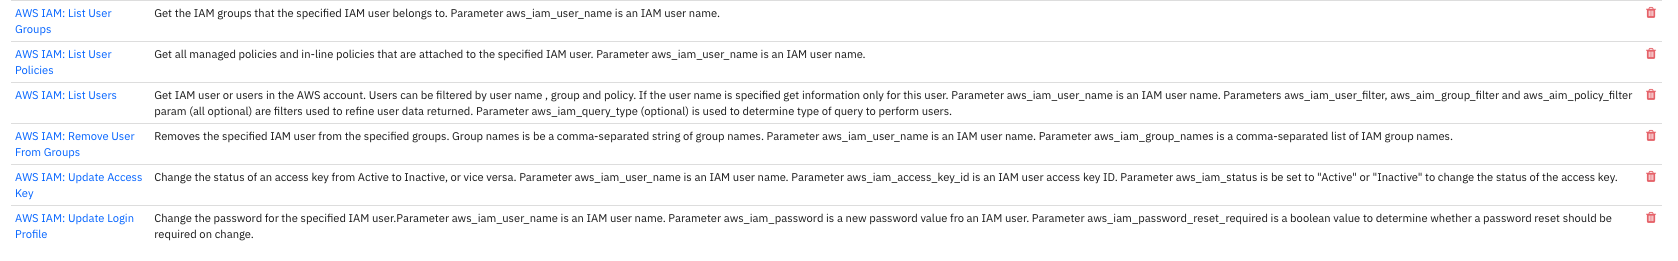 AWS IAM: List User Get the IAM groups that the specified IAM user belongs to. Parameter aws_iam_user_name is an IAM user name.
Groups
AWS IAM: List User Get all managed policies and in-line policies that are attached to the specified IAM user. Parameter aws_iam_user_name is an IAM user name.
Policies
AWS IAM: List Users Get IAM user or users in the AWS account. Users can be filtered by user name , group and policy. If the user name is specified get information only for this user. Parameter aws_iam_user_name is an IAM user name. Parameters aws_iam_user_filter, aws_aim_group_filter and aws_aim_policy_filter
param (all optional) are filters used to refine user data returned. Parameter aws_iam_query_type (optional) is used to determine type of query to perform users.
AWS IAM: Remove User Removes the specified IAM user from the specified groups. Group names is be a comma-separated string of group names. Parameter aws_iam_user_name is an IAM user name. Parameter aws_iam_group_names is a comma-separated list of IAM group names.
From Groups
AWS IAM: Update Access Change the status of an access key from Active to Inactive, or vice versa. Parameter aws_iam_user_name is an IAM user name. Parameter aws_iam_access_key_id is an IAM user access key ID. Parameter aws_iam_status is be set to "Active" or "Inactive" to change the status of the access key.
Key
AWS IAM: Update Login Change the password for the specified IAM user.Parameter aws_iam_user_name is an IAM user name. Parameter aws_iam_password is a new password value fro an IAM user. Parameter aws_iam_password_reset_required is a boolean value to determine whether a password reset should be
Profile required on change.